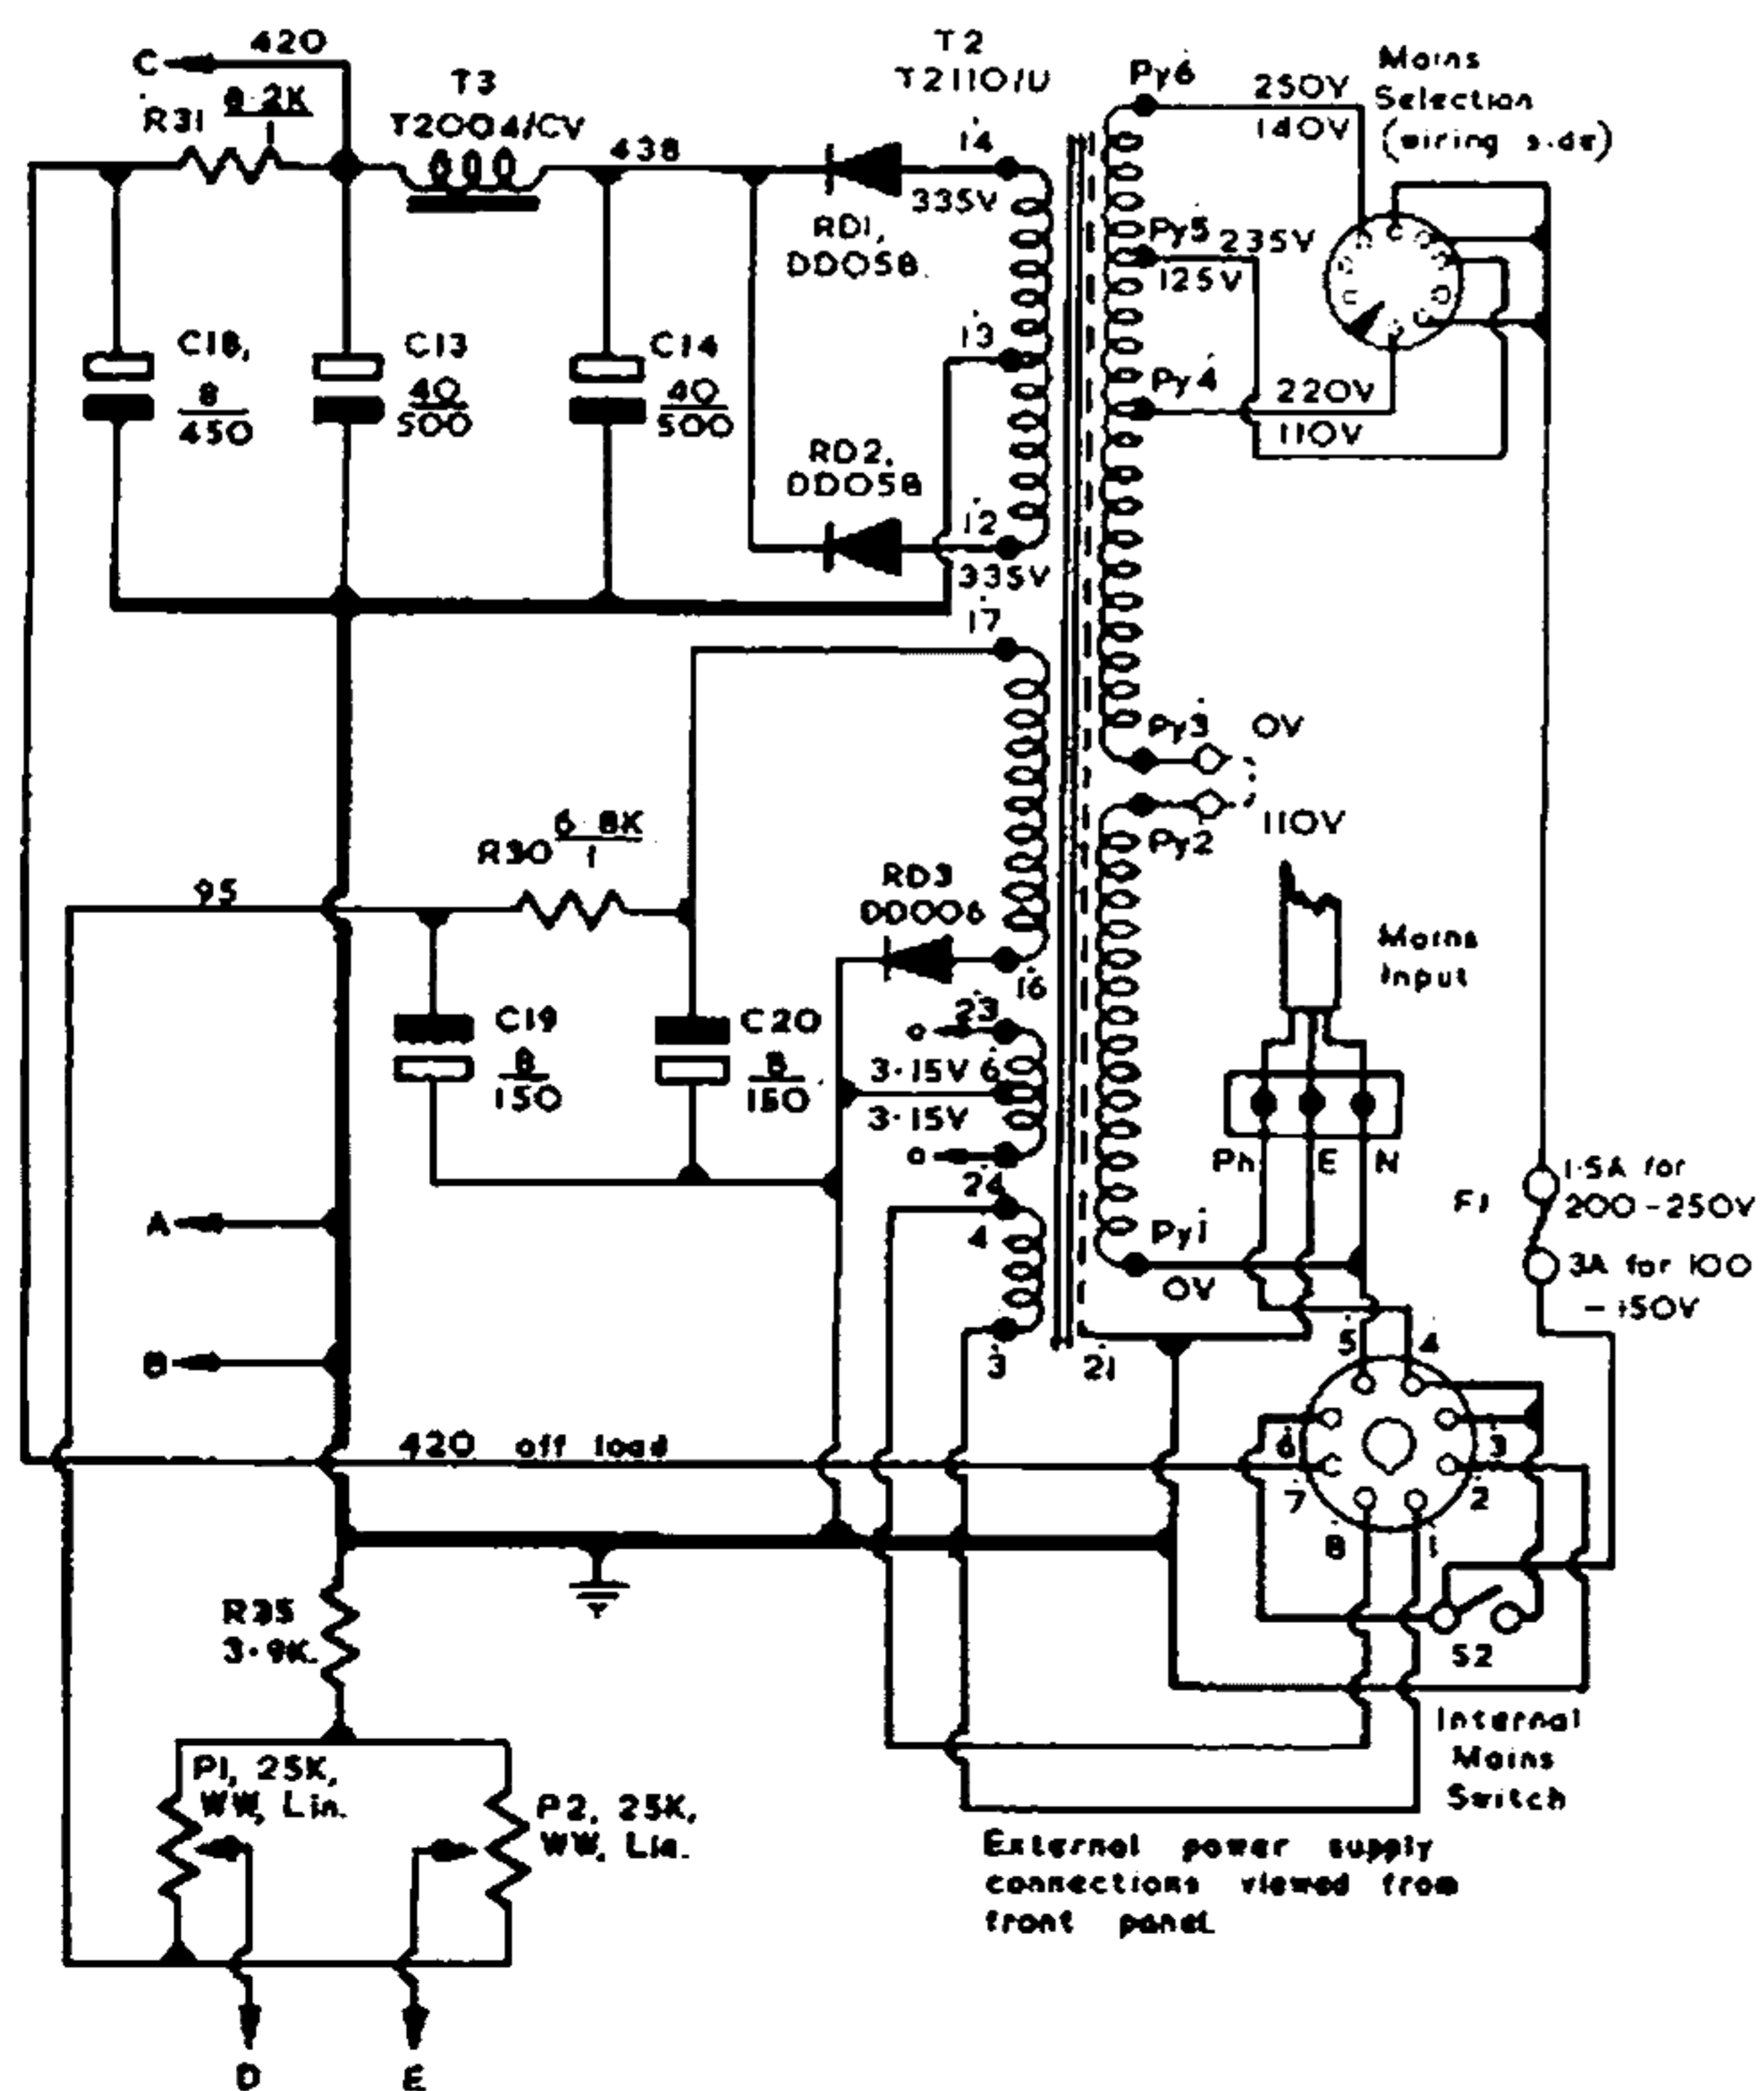 C
420
R31
8.2K
1
T3
T2004/CV
438
T2
T2110/U
14
335V
RD1,
DD058
13
C18,
8
450
C13
40
500
C14
40
500
RD2,
DD058
12
335V
17
Py6
250V
140V
Mains
Selection
(wiring side)
Py5
235V
125V
Py4
220V
110V
Py3
0V
110V
Py2
R30
6.8K
1
95
RD3
DD006
16
Mains
Input
C19
8
150
C20
8
150
23
3.15V
6
3.15V
24
Ph
E
N
A
4
Py1
0V
F1
1.5A for
200-250V
3A for 100
-150V
B
3
21
5
4
420 off load
6
3
7
2
8
1
R35
3.9K.
S2
Internal
Mains
Switch
P1, 25K,
WW, Lin.
P2, 25K,
WW, Lin.
External power supply
connections viewed from
front panel.
D
E